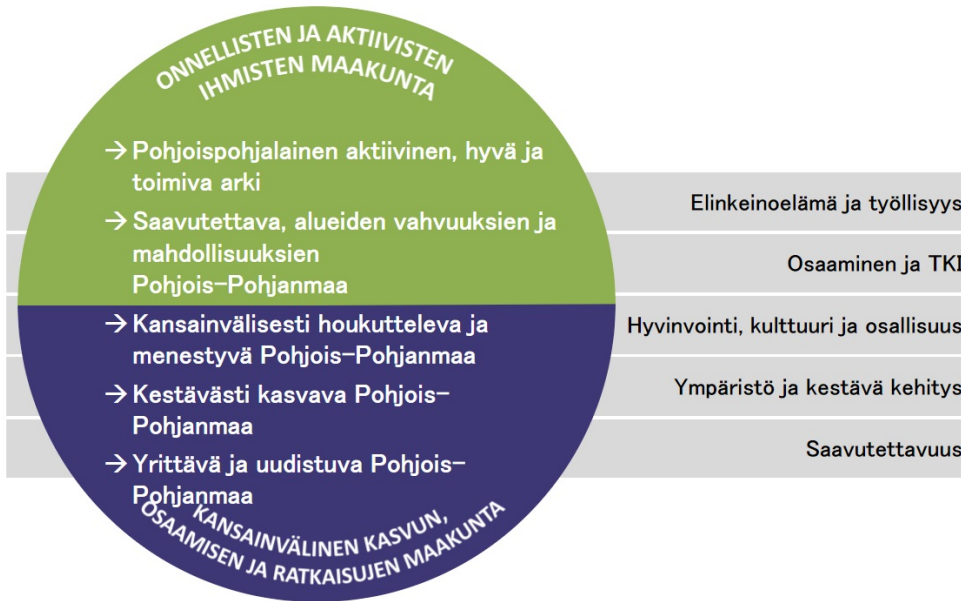 ONNELLISTEN JA AKTIIVISTEN
IHMISTEN MAAKUNTA
→ Pohjoispohjalainen aktiivinen, hyvä ja
toimiva arki
→ Saavutettava, alueiden vahvuuksien ja
mahdollisuuksien
Pohjois-Pohjanmaa
→ Kansainvälisesti houkutteleva ja
menestyvä Pohjois-Pohjanmaa
→ Kestävästi kasvava Pohjois-
Pohjanmaa
→ Yrittävä ja uudistuva Pohjois-
Pohjanmaa
KANSAINVÄLINEN KASVUN,
OSAAMISEN JA RATKAISUJEN MAAKUNTA
Elinkeinoelämä ja työllisyys
Osaaminen ja TKI
Hyvinvointi, kulttuuri ja osallisuus
Ympäristö ja kestävä kehitys
Saavutettavuus